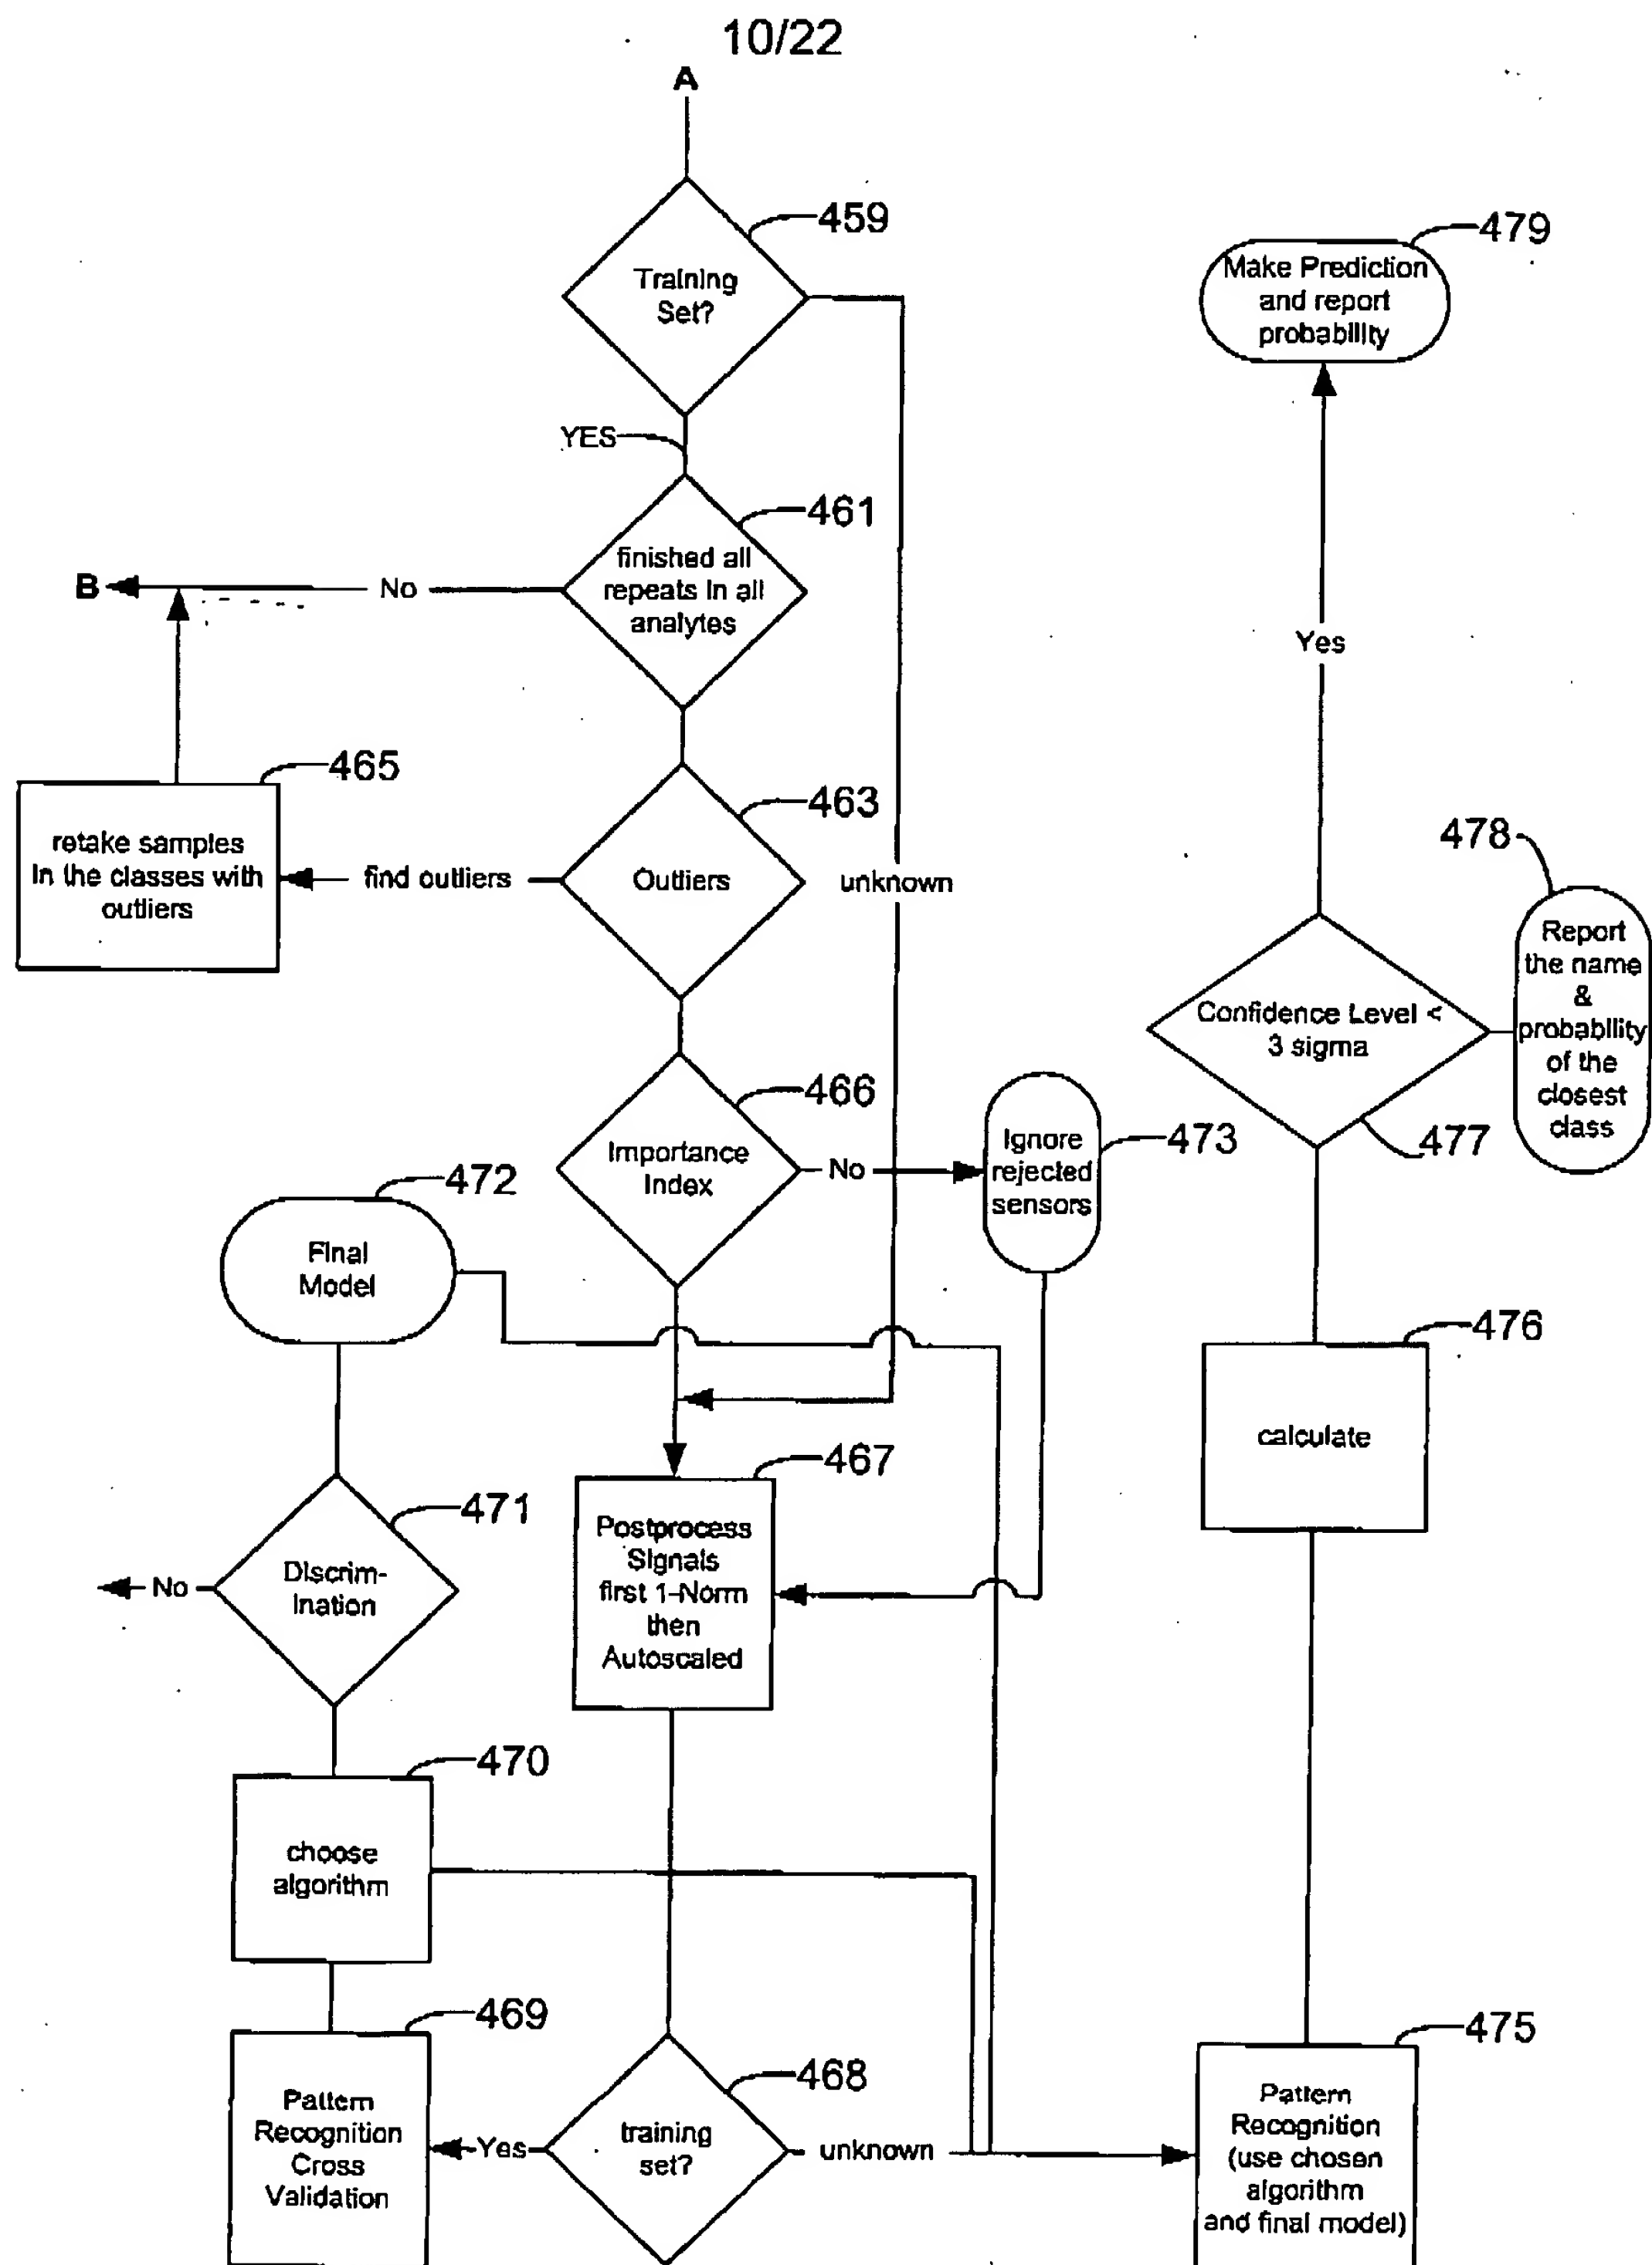 10/22
A
459
Training
Set?
YES
461
finished all
repeats in all
analytes
B
No
465
retake samples
in the classes with
outliers
find outliers
463
Outliers
unknown
466
Importance
Index
No
473
Ignore
rejected
sensors
472
Final
Model
467
Postprocess
Signals
first 1-Norm
then
Autoscaled
471
Discrim-
ination
No
470
choose
algorithm
469
Pattern
Recognition
Cross
Validation
Yes
468
training
set?
unknown
479
Make Prediction
and report
probability
Yes
478
Report
the name
&
probability
of the
closest
class
Confidence Level <
3 sigma
477
476
calculate
475
Pattern
Recognition
(use chosen
algorithm
and final model)